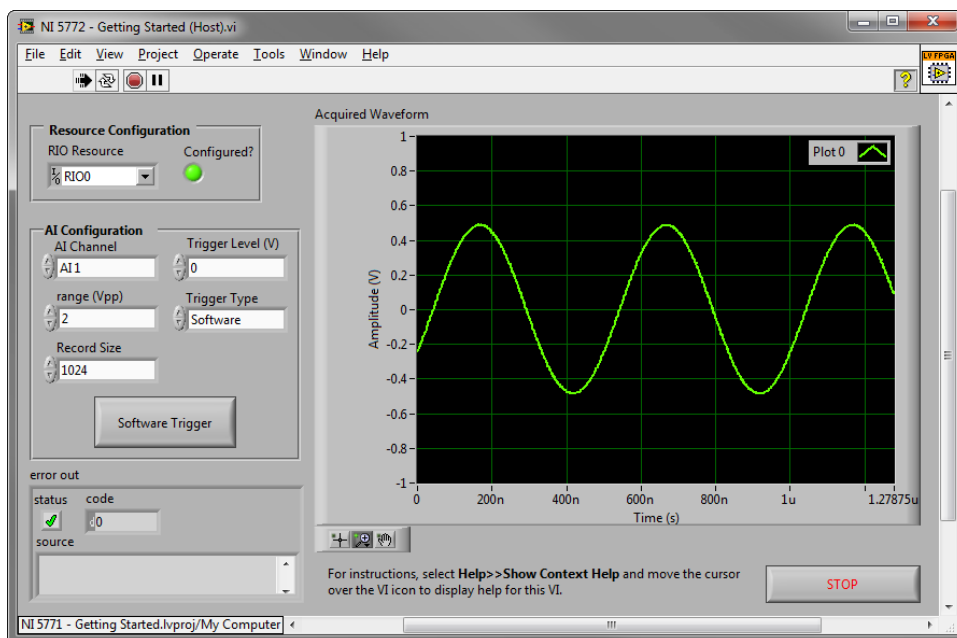 NI 5772 - Getting Started (Host).vi
File Edit View Project Operate Tools Window Help
LV FPGA
Resource Configuration
RIO Resource
Configured?
I/O RIO0
AI Configuration
AI Channel
Trigger Level (V)
AI 1
0
range (Vpp)
Trigger Type
2
Software
Record Size
1024
Software Trigger
error out
status
code
d 0
source
Acquired Waveform
Plot 0
Amplitude (V)
1
0.8
0.6
0.4
0.2
0
-0.2
-0.4
-0.6
-0.8
-1
0 200n 400n 600n 800n 1u 1.27875u
Time (s)
For instructions, select Help>>Show Context Help and move the cursor
over the VI icon to display help for this VI.
STOP
NI 5771 - Getting Started.lvproj/My Computer